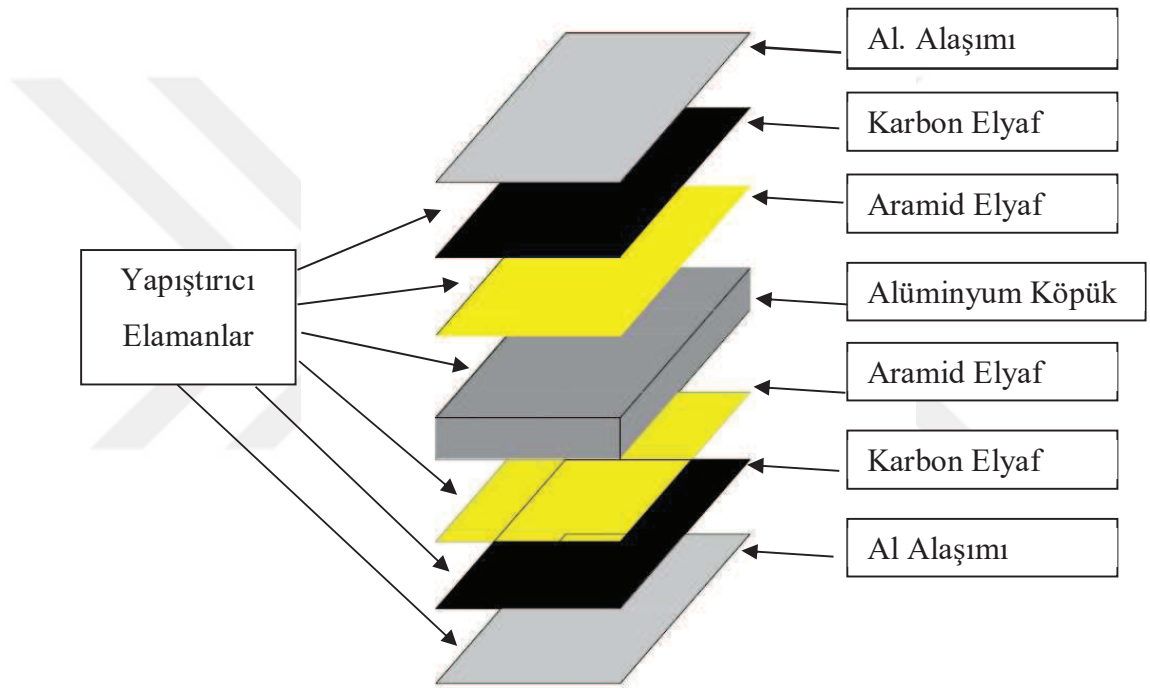 Al. Alaşımı
Karbon Elyaf
Aramid Elyaf
Yapıştırıcı
Elamanlar
Alüminyum Köpük
Aramid Elyaf
Karbon Elyaf
Al Alaşımı